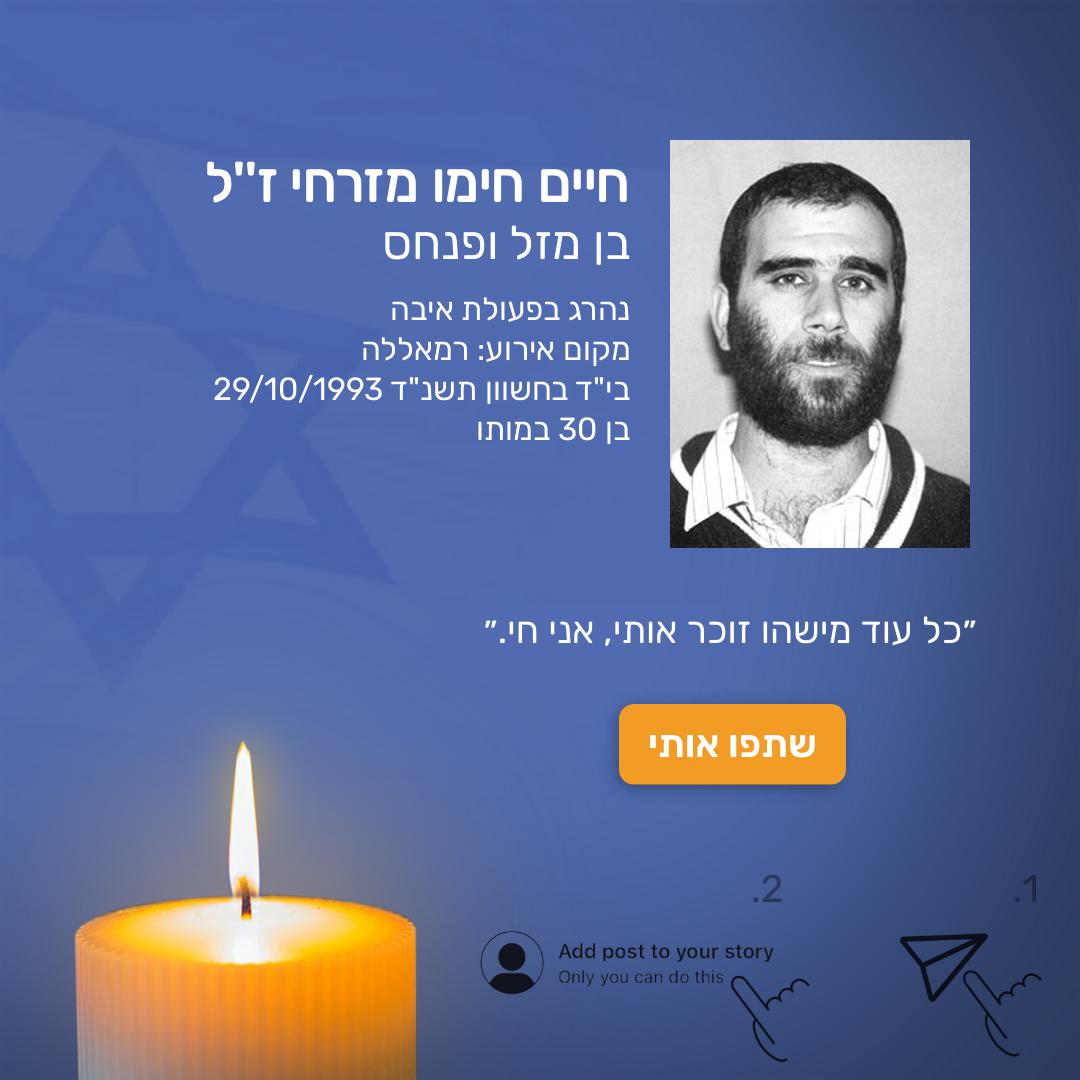 חיים חימו מזרחי ז"ל
בן מזל ופנחס
נהרג בפעולת איבה
מקום אירוע: רמאללה
בי"ד בחשוון תשנ"ד 29/10/1993
בן 30 במותו
״כל עוד מישהו זוכר אותי, אני חי.״
שתפו אותי
1.
2.
Add post to your story
Only you can do this